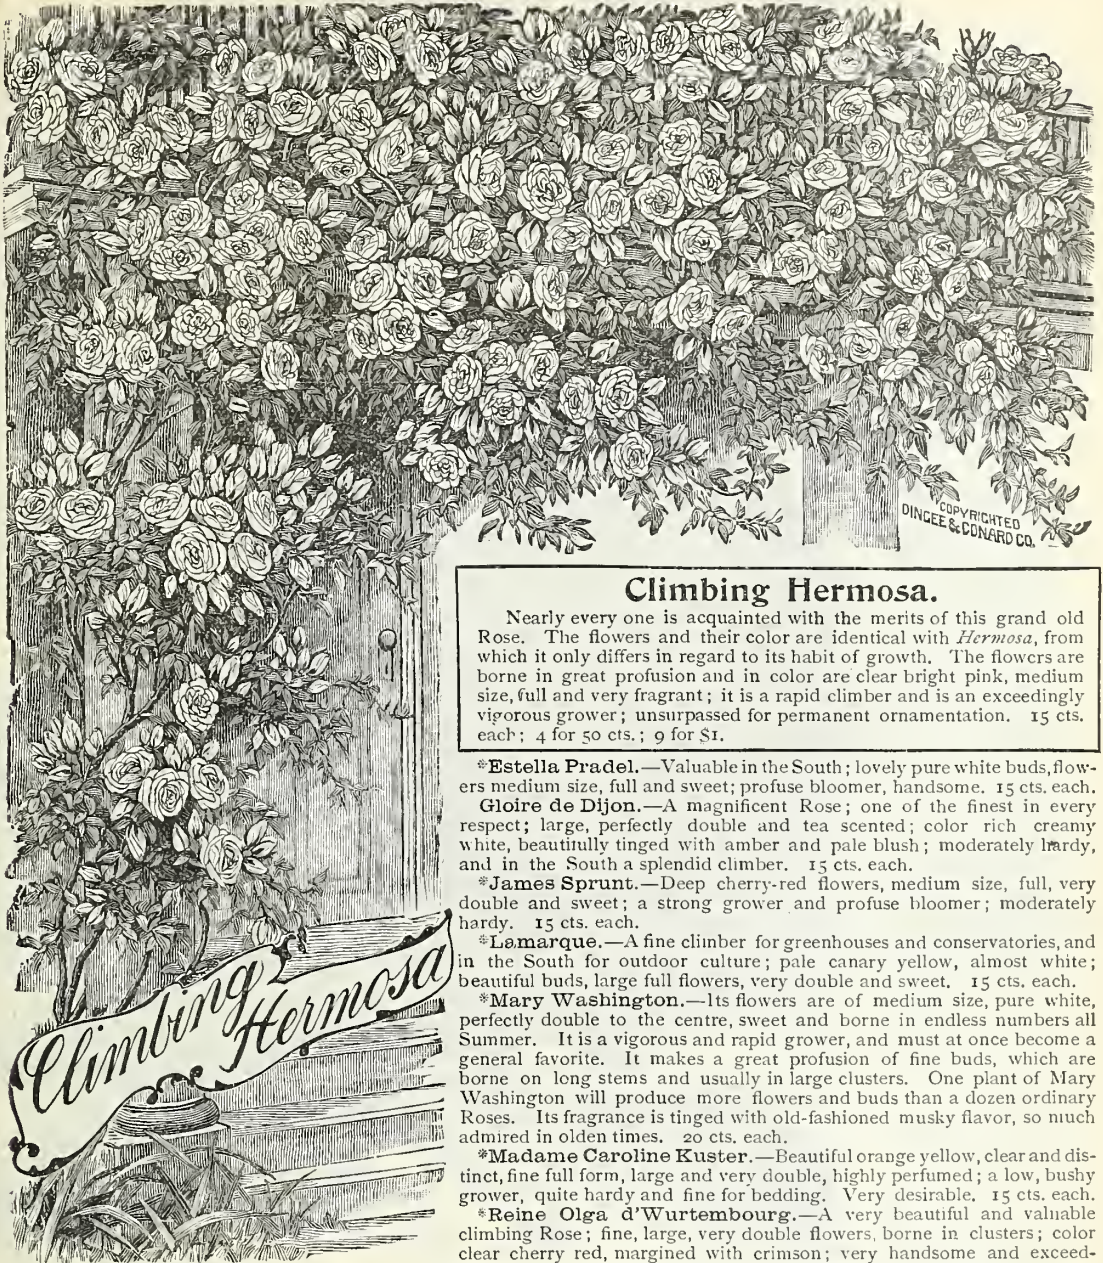 COPYRIGHTED
DINGEE & CONARD CO.
Climbing Hermosa.
Nearly every one is acquainted with the merits of this grand old
Rose. The flowers and their color are identical with Hermosa, from
which it only differs in regard to its habit of growth. The flowers are
borne in great profusion and in color are clear bright pink, medium
size, full and very fragrant; it is a rapid climber and is an exceedingly
vigorous grower; unsurpassed for permanent ornamentation. 15 cts.
each; 4 for 50 cts.; 9 for $1.
*Estella Pradel.—Valuable in the South; lovely pure white buds, flow-
ers medium size, full and sweet; profuse bloomer, handsome. 15 cts. each.
Gloire de Dijon.—A magnificent Rose; one of the finest in every
respect; large, perfectly double and tea scented; color rich creamy
white, beautifully tinged with amber and pale blush; moderately hardy,
and in the South a splendid climber. 15 cts. each.
*James Sprunt.—Deep cherry-red flowers, medium size, full, very
double and sweet; a strong grower and profuse bloomer; moderately
hardy. 15 cts. each.
*Lamarque.—A fine climber for greenhouses and conservatories, and
in the South for outdoor culture; pale canary yellow, almost white;
beautiful buds, large full flowers, very double and sweet. 15 cts. each.
*Mary Washington.—Its flowers are of medium size, pure white,
perfectly double to the centre, sweet and borne in endless numbers all
Summer. It is a vigorous and rapid grower, and must at once become a
general favorite. It makes a great profusion of fine buds, which are
borne on long stems and usually in large clusters. One plant of Mary
Washington will produce more flowers and buds than a dozen ordinary
Roses. Its fragrance is tinged with old-fashioned musky flavor, so much
admired in olden times. 20 cts. each.
*Madame Caroline Kuster.—Beautiful orange yellow, clear and dis-
tinct, fine full form, large and very double, highly perfumed; a low, bushy
grower, quite hardy and fine for bedding. Very desirable. 15 cts. each.
*Reine Olga d'Wurtembourg.—A very beautiful and valuable
climbing Rose; fine, large, very double flowers, borne in clusters; color
clear cherry red, margined with crimson; very handsome and exceed-
Climbing
Hermosa